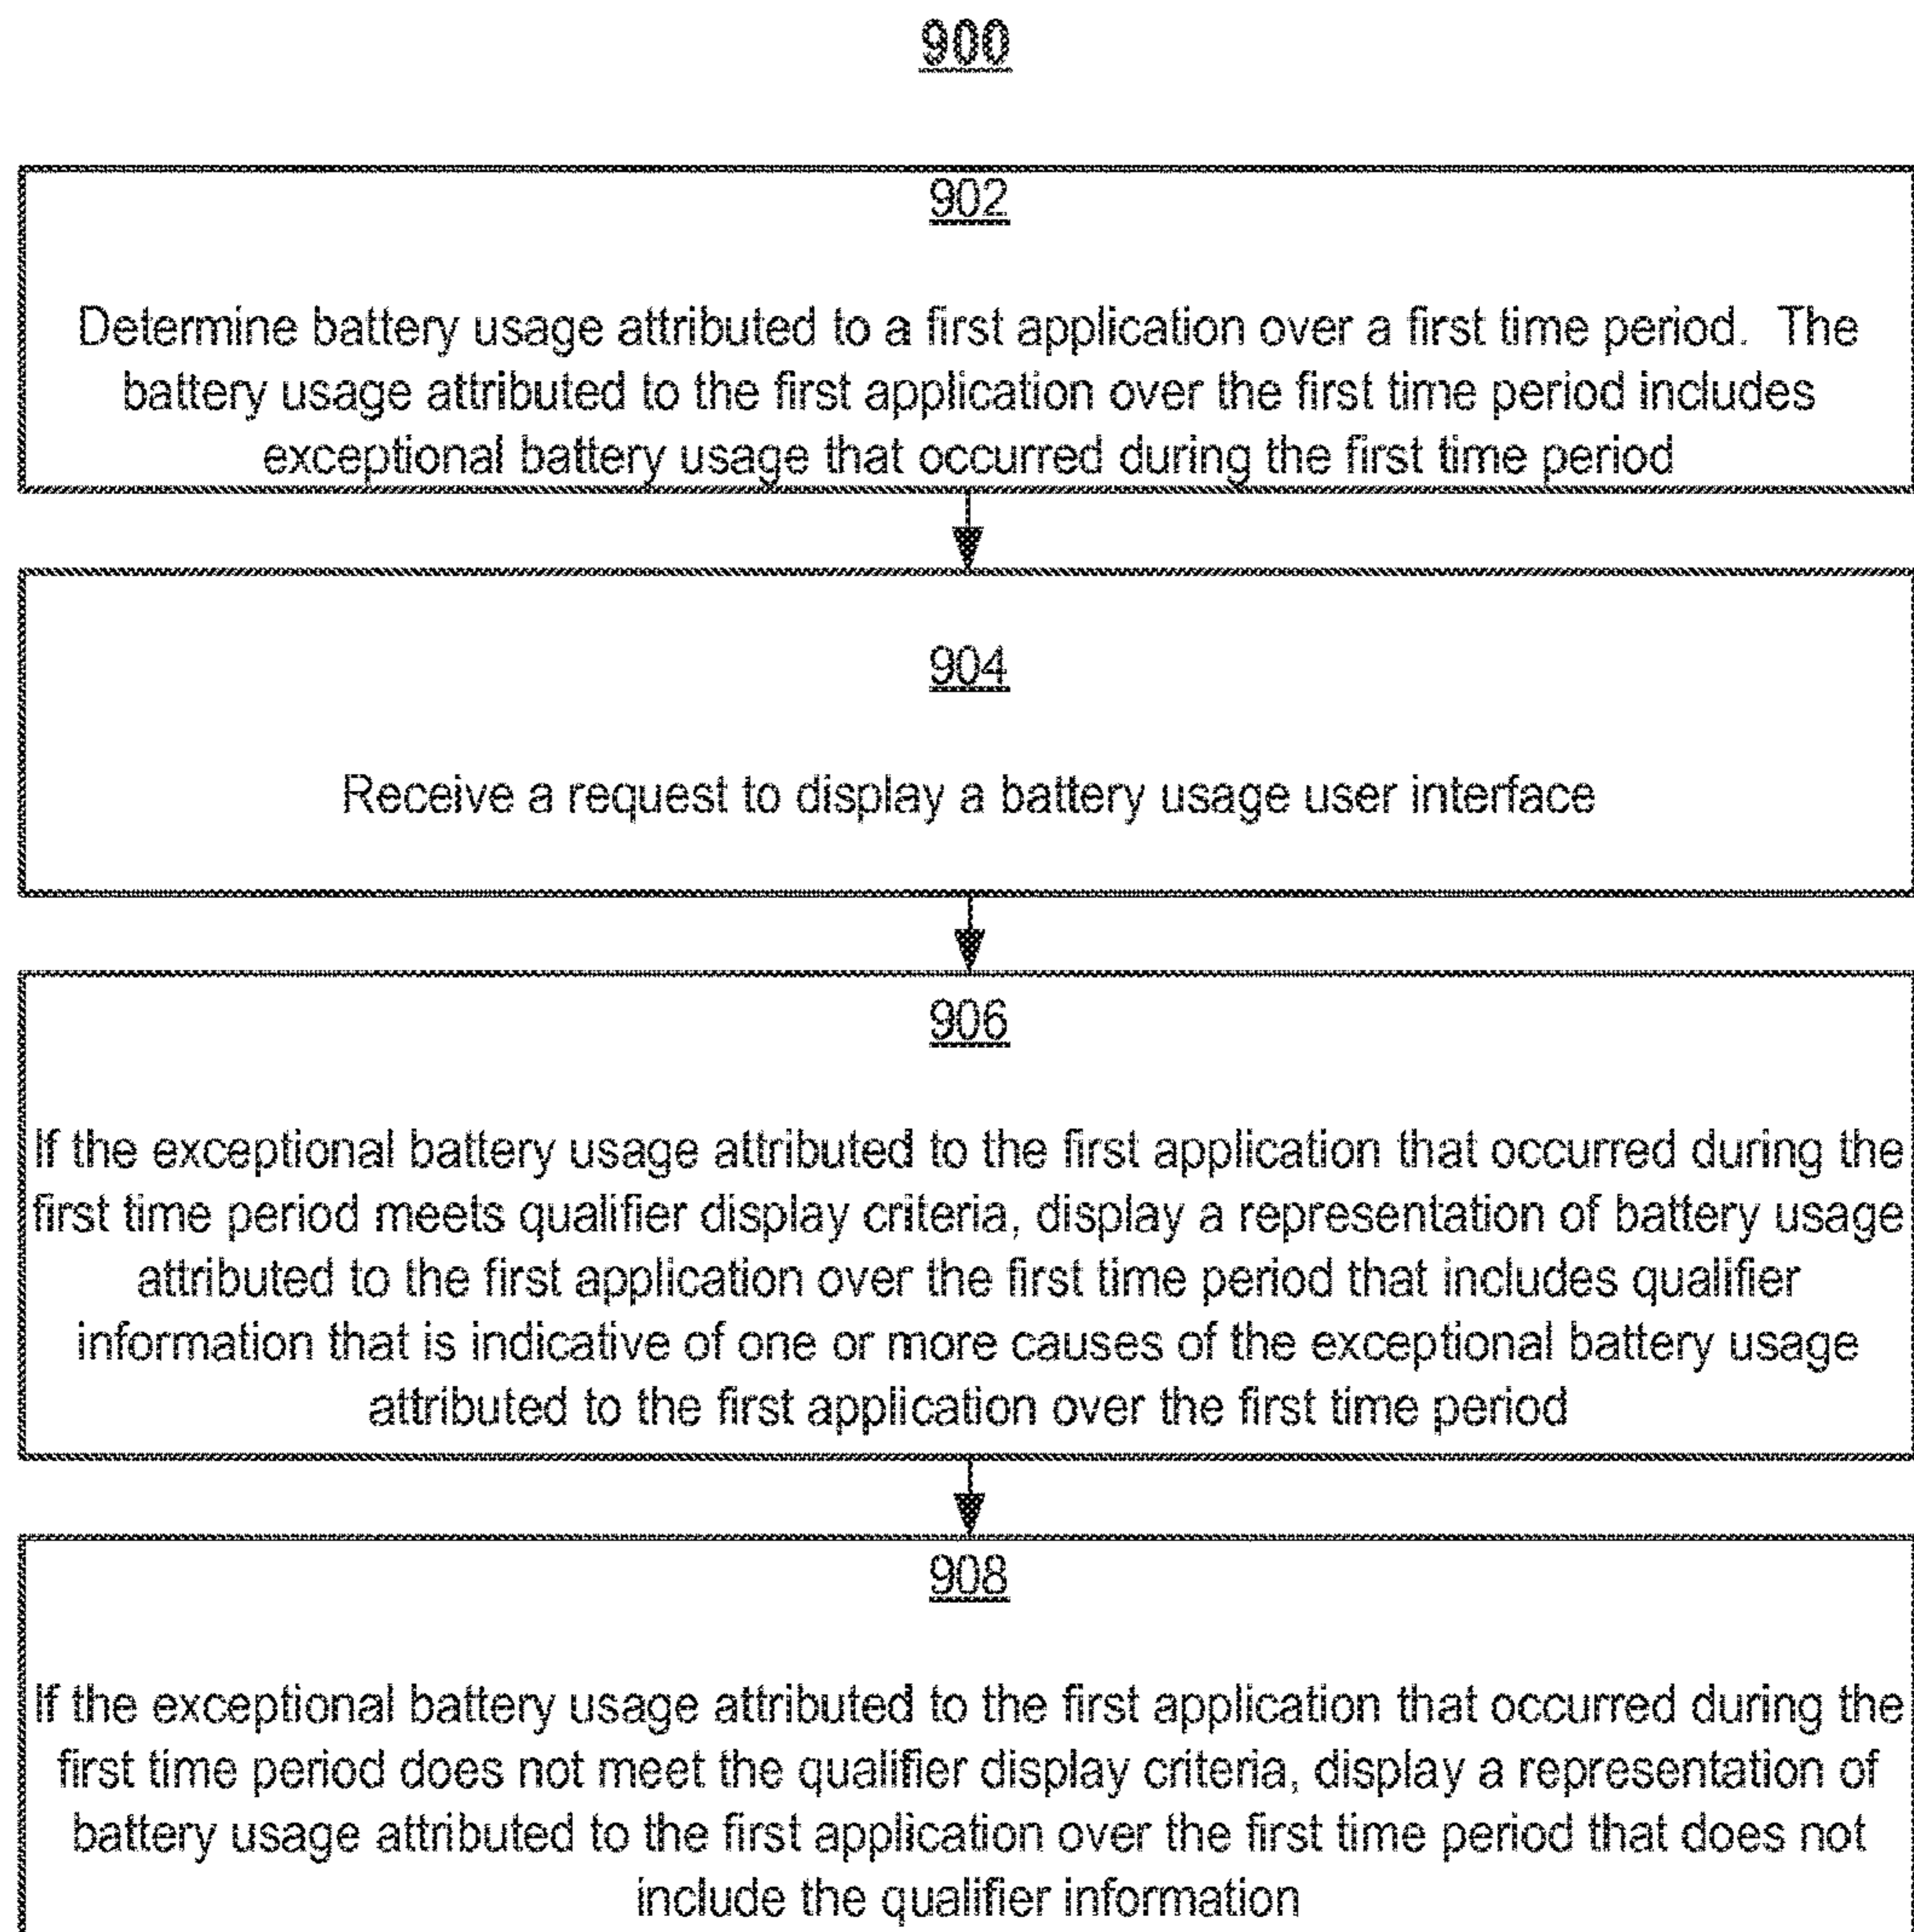 900
902
Determine battery usage attributed to a first application over a first time period. The
battery usage attributed to the first application over the first time period includes
exceptional battery usage that occurred during the first time period
904
Receive a request to display a battery usage user interface
906
If the exceptional battery usage attributed to the first application that occurred during the
first time period meets qualifier display criteria, display a representation of battery usage
attributed to the first application over the first time period that includes qualifier
information that is indicative of one or more causes of the exceptional battery usage
attributed to the first application over the first time period
908
If the exceptional battery usage attributed to the first application that occurred during the
first time period does not meet the qualifier display criteria, display a representation of
battery usage attributed to the first application over the first time period that does not
include the qualifier information